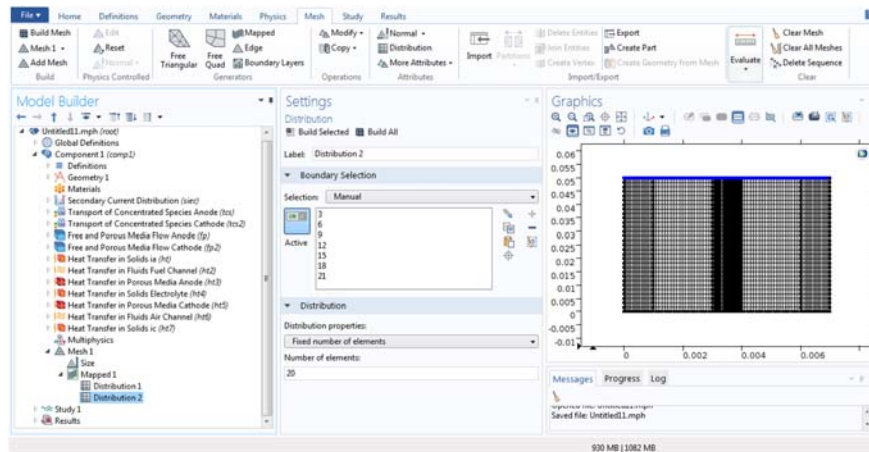 File Home Definitions Geometry Materials Physics Mesh Study Results
Build Mesh
Mesh 1
Add Mesh
Build
Edit
Reset
Normal
Physics Controlled
Free Triangular
Free Quad
Mapped
Edge
Boundary Layers
Generators
Modify
Copy
Operations
Normal
Distribution
More Attributes
Attributes
Import
Partitions
Delete Entities
Join Entities
Create Vertex
Export
Create Part
Create Geometry from Mesh
Import/Export
Evaluate
Clear Mesh
Clear All Meshes
Delete Sequence
Clear
Model Builder
Untitled11.mph (root)
Global Definitions
Component 1 (comp1)
Definitions
Geometry 1
Materials
Secondary Current Distribution (siec)
Transport of Concentrated Species Anode (tcs)
Transport of Concentrated Species Cathode (tcs2)
Free and Porous Media Flow Anode (fp)
Free and Porous Media Flow Cathode (fp2)
Heat Transfer in Solids ia (ht)
Heat Transfer in Fluids Fuel Channel (ht2)
Heat Transfer in Porous Media Anode (ht3)
Heat Transfer in Solids Electrolyte (ht4)
Heat Transfer in Porous Media Cathode (ht5)
Heat Transfer in Fluids Air Channel (ht6)
Heat Transfer in Solids ic (ht7)
Multiphysics
Mesh 1
Size
Mapped 1
Distribution 1
Distribution 2
Study 1
Results
Settings
Distribution
Build Selected Build All
Label: Distribution 2
Boundary Selection
Selection: Manual
Active
3
6
9
12
15
18
21
Distribution
Distribution properties:
Fixed number of elements
Number of elements:
20
Graphics
0.06
0.055
0.05
0.045
0.04
0.035
0.03
0.025
0.02
0.015
0.01
0.005
0
-0.005
-0.01
0 0.002 0.004 0.006
Messages Progress Log
Saved file: Untitled11.mph
930 MB | 1082 MB